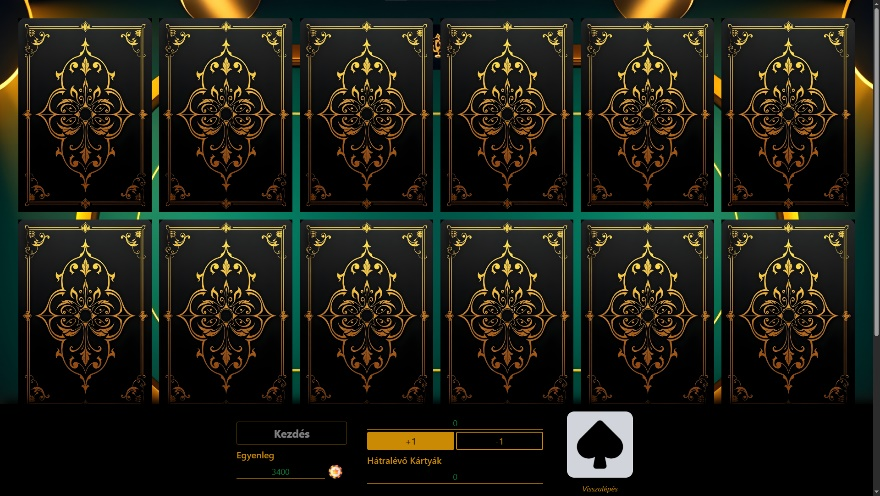 Kezdés
Egyenleg
3400
0
+1 1
Hátralévő Kártyák
0
Visszalépés